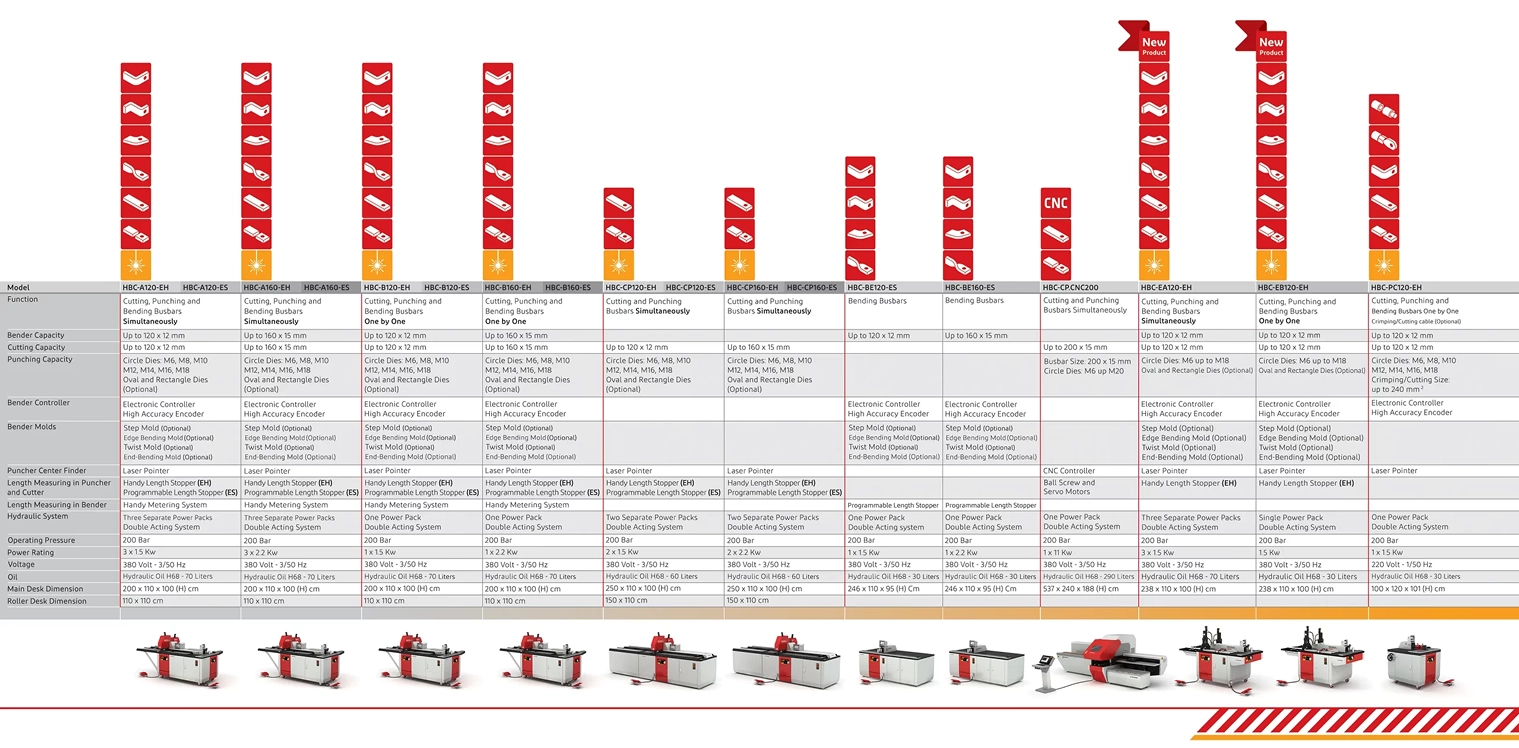 New
Product
New
Product
CNC
Model HBC-A120-EH HBC-A120-ES HBC-A160-EH HBC-A160-ES HBC-B120-EH HBC-B120-ES HBC-B160-EH HBC-B160-ES HBC-CP120-EH HBC-CP120-ES HBC-CP160-EH HBC-CP160-ES HBC-BE120-ES HBC-BE160-ES HBC-CP.CNC200 HBC-EA120-EH HBC-EB120-EH HBC-PC120-EH
Function Cutting, Punching and Cutting, Punching and Cutting, Punching and Cutting, Punching and Cutting and Punching Cutting and Punching Bending Busbars Bending Busbars Cutting and Punching Cutting, Punching and Cutting, Punching and Cutting, Punching and
Bending Busbars Bending Busbars Bending Busbars Bending Busbars Busbars Simultaneously Busbars Simultaneously Busbars Simultaneously Bending Busbars Bending Busbars Bending Busbars One by One
Simultaneously Simultaneously One by One One by One Simultaneously One by One Crimping/Cutting cable (Optional)
Bender Capacity Up to 120 x 12 mm Up to 160 x 15 mm Up to 120 x 12 mm Up to 160 x 15 mm Up to 120 x 12 mm Up to 160 x 15 mm Up to 120 x 12 mm Up to 120 x 12 mm Up to 120 x 12 mm
Cutting Capacity Up to 120 x 12 mm Up to 160 x 15 mm Up to 120 x 12 mm Up to 160 x 15 mm Up to 120 x 12 mm Up to 160 x 15 mm Up to 200 x 15 mm Up to 120 x 12 mm Up to 120 x 12 mm Up to 120 x 12 mm
Punching Capacity Circle Dies: M6, M8, M10 Circle Dies: M6, M8, M10 Circle Dies: M6, M8, M10 Circle Dies: M6, M8, M10 Circle Dies: M6, M8, M10 Circle Dies: M6, M8, M10 Busbar Size: 200 x 15 mm Circle Dies: M6 up to M18 Circle Dies: M6 up to M18 Circle Dies: M6, M8, M10
M12, M14, M16, M18 M12, M14, M16, M18 M12, M14, M16, M18 M12, M14, M16, M18 M12, M14, M16, M18 M12, M14, M16, M18 Circle Dies: M6 up M20 Oval and Rectangle Dies (Optional) Oval and Rectangle Dies (Optional) M12, M14, M16, M18
Oval and Rectangle Dies Oval and Rectangle Dies Oval and Rectangle Dies Oval and Rectangle Dies Oval and Rectangle Dies Oval and Rectangle Dies Crimping/Cutting Size:
(Optional) (Optional) (Optional) (Optional) (Optional) (Optional) up to 240 mm²
Bender Controller Electronic Controller Electronic Controller Electronic Controller Electronic Controller Electronic Controller Electronic Controller Electronic Controller Electronic Controller Electronic Controller
High Accuracy Encoder High Accuracy Encoder High Accuracy Encoder High Accuracy Encoder High Accuracy Encoder High Accuracy Encoder High Accuracy Encoder High Accuracy Encoder High Accuracy Encoder
Bender Molds Step Mold (Optional) Step Mold (Optional) Step Mold (Optional) Step Mold (Optional) Step Mold (Optional) Step Mold (Optional) Step Mold (Optional) Step Mold (Optional)
Edge Bending Mold (Optional) Edge Bending Mold (Optional) Edge Bending Mold (Optional) Edge Bending Mold (Optional) Edge Bending Mold (Optional) Edge Bending Mold (Optional) Edge Bending Mold (Optional) Edge Bending Mold (Optional)
Twist Mold (Optional) Twist Mold (Optional) Twist Mold (Optional) Twist Mold (Optional) Twist Mold (Optional) Twist Mold (Optional) Twist Mold (Optional) Twist Mold (Optional)
End-Bending Mold (Optional) End-Bending Mold (Optional) End-Bending Mold (Optional) End-Bending Mold (Optional) End-Bending Mold (Optional) End-Bending Mold (Optional) End-Bending Mold (Optional) End-Bending Mold (Optional)
Puncher Center Finder Laser Pointer Laser Pointer Laser Pointer Laser Pointer Laser Pointer Laser Pointer CNC Controller Laser Pointer Laser Pointer Laser Pointer
Length Measuring in Puncher Handy Length Stopper (EH) Handy Length Stopper (EH) Handy Length Stopper (EH) Handy Length Stopper (EH) Handy Length Stopper (EH) Handy Length Stopper (EH) Ball Screw and Handy Length Stopper (EH) Handy Length Stopper (EH)
and Cutter Programmable Length Stopper (ES) Programmable Length Stopper (ES) Programmable Length Stopper (ES) Programmable Length Stopper (ES) Programmable Length Stopper (ES) Programmable Length Stopper (ES) Servo Motors
Length Measuring in Bender Handy Metering System Handy Metering System Handy Metering System Handy Metering System Programmable Length Stopper Programmable Length Stopper
Hydraulic System Three Separate Power Packs Three Separate Power Packs One Power Pack One Power Pack Two Separate Power Packs Two Separate Power Packs One Power Pack One Power Pack One Power Pack Three Separate Power Packs Single Power Pack One Power Pack
Double Acting System Double Acting System Double Acting System Double Acting System Double Acting System Double Acting System Double Acting System Double Acting System Double Acting System Double Acting System Double Acting System Double Acting System
Operating Pressure 200 Bar 200 Bar 200 Bar 200 Bar 200 Bar 200 Bar 200 Bar 200 Bar 200 Bar 200 Bar 200 Bar 200 Bar
Power Rating 3 x 1.5 Kw 3 x 2.2 Kw 1 x 1.5 Kw 1 x 2.2 Kw 2 x 1.5 Kw 2 x 2.2 Kw 1 x 1.5 Kw 1 x 2.2 Kw 1 x 11 Kw 3 x 1.5 Kw 1.5 Kw 1 x 1.5 Kw
Voltage 380 Volt - 3/50 Hz 380 Volt - 3/50 Hz 380 Volt - 3/50 Hz 380 Volt - 3/50 Hz 380 Volt - 3/50 Hz 380 Volt - 3/50 Hz 380 Volt - 3/50 Hz 380 Volt - 3/50 Hz 380 Volt - 3/50 Hz 380 Volt - 3/50 Hz 380 Volt - 3/50 Hz 220 Volt - 1/50 Hz
Oil Hydraulic Oil H68 - 70 Liters Hydraulic Oil H68 - 70 Liters Hydraulic Oil H68 - 70 Liters Hydraulic Oil H68 - 70 Liters Hydraulic Oil H68 - 60 Liters Hydraulic Oil H68 - 60 Liters Hydraulic Oil H68 - 30 Liters Hydraulic Oil H68 - 30 Liters Hydraulic Oil H68 - 290 Liters Hydraulic Oil H68 - 70 Liters Hydraulic Oil H68 - 30 Liters Hydraulic Oil H68 - 30 Liters
Main Desk Dimension 200 x 110 x 100 (H) cm 200 x 110 x 100 (H) cm 200 x 110 x 100 (H) cm 200 x 110 x 100 (H) cm 250 x 110 x 100 (H) cm 250 x 110 x 100 (H) cm 246 x 110 x 95 (H) Cm 246 x 110 x 95 (H) Cm 537 x 240 x 188 (H) cm 238 x 110 x 100 (H) cm 238 x 110 x 100 (H) cm 100 x 120 x 101 (H) cm
Roller Desk Dimension 110 x 110 cm 110 x 110 cm 110 x 110 cm 110 x 110 cm 150 x 110 cm 150 x 110 cm